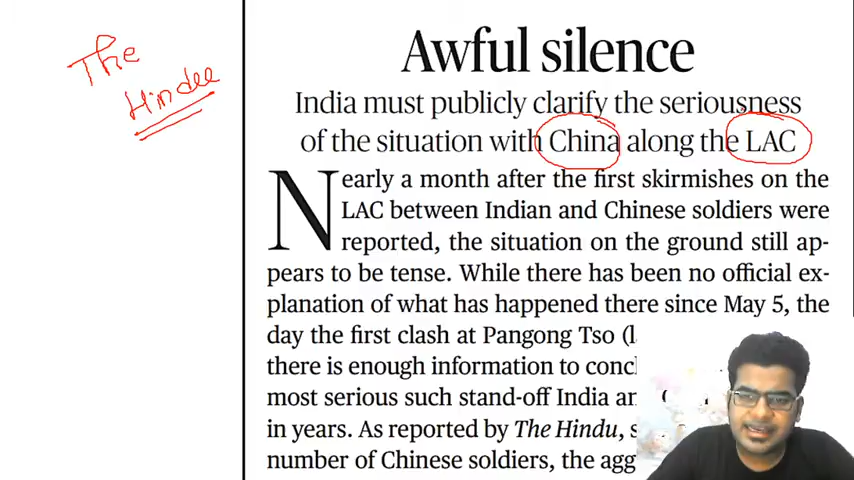 The
Hindu
Awful silence
India must publicly clarify the seriousness
of the situation with China along the LAC
Nearly a month after the first skirmishes on the
LAC between Indian and Chinese soldiers were
reported, the situation on the ground still ap-
pears to be tense. While there has been no official ex-
planation of what has happened there since May 5, the
day the first clash at Pangong Tso
there is enough information to
most serious such stand-off India
in years. As reported by The Hindu,
number of Chinese soldiers, the